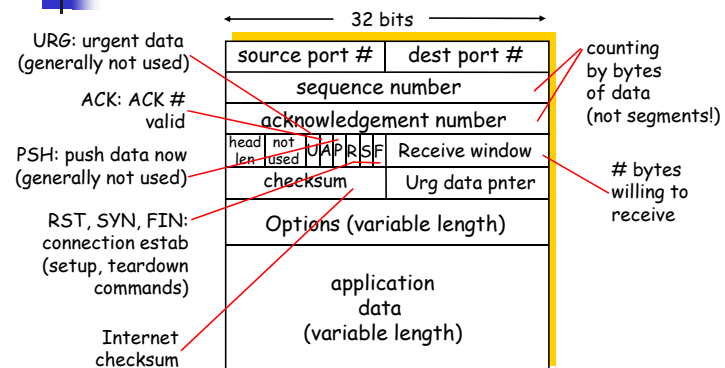 32 bits
URG: urgent data
(generally not used)
ACK: ACK #
valid
PSH: push data now
(generally not used)
RST, SYN, FIN:
connection estab
(setup, teardown
commands)
Internet
checksum
source port #
dest port #
sequence number
acknowledgement number
head
len
not
used
U
A
P
R
S
F
Receive window
checksum
Urg data pnter
Options (variable length)
application
data
(variable length)
counting
by bytes
of data
(not segments!)
# bytes
willing to
receive